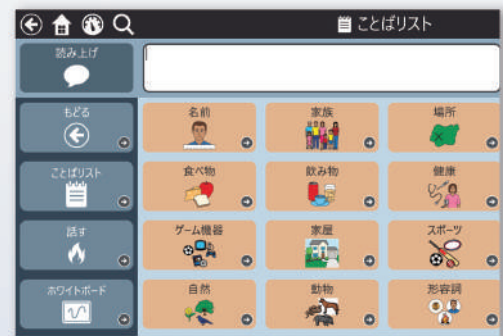 ことばリスト
読み上げ
もどる
名前
家族
場所
ことばリスト
食べ物
飲み物
健康
話す
ゲーム機器
家屋
スポーツ
ホワイトボード
自然
動物
形容詞